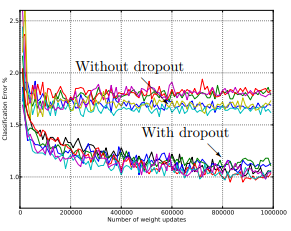 2.5
2.0
1.5
1.0
Classification Error %
Without dropout
With dropout
0
200000
400000
600000
800000
1000000
Number of weight updates